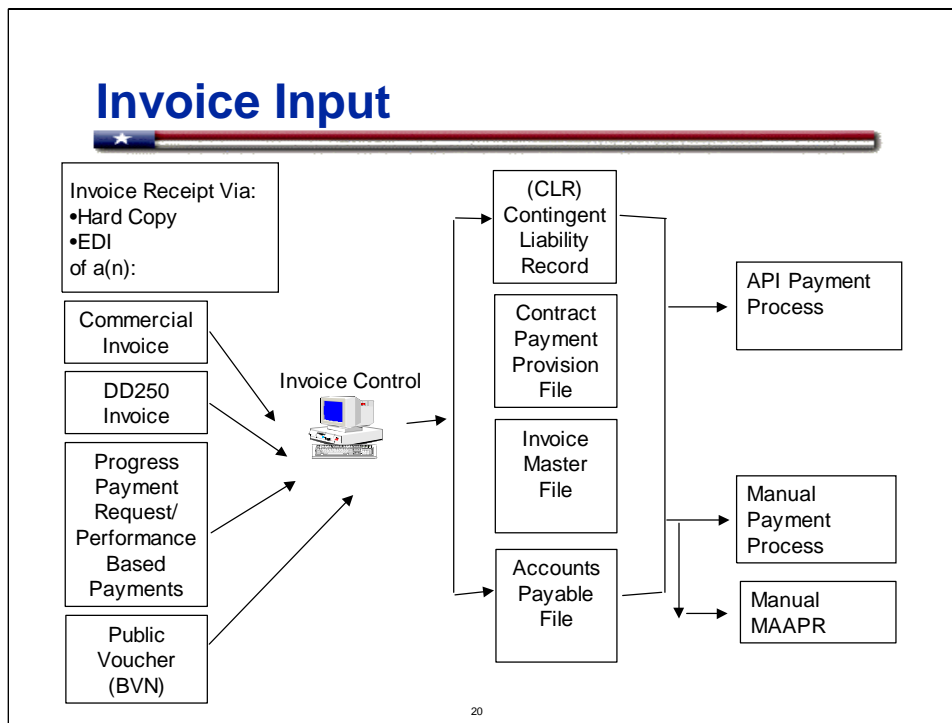 Invoice Input
Invoice Receipt Via:
•Hard Copy
•EDI
of a(n):
Commercial
Invoice
DD250
Invoice
Progress
Payment
Request/
Performance
Based
Payments
Public
Voucher
(BVN)
Invoice Control
(CLR)
Contingent
Liability
Record
Contract
Payment
Provision
File
Invoice
Master
File
Accounts
Payable
File
API Payment
Process
Manual
Payment
Process
Manual
MAAPR
20